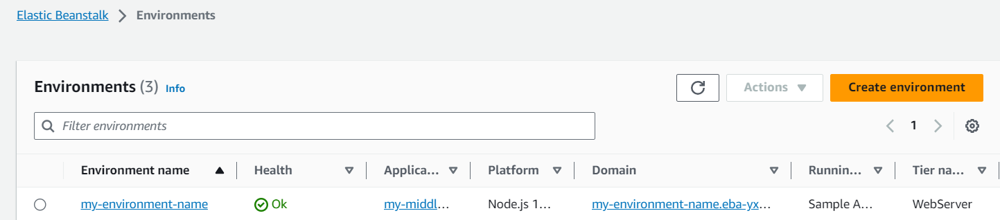 Elastic Beanstalk > Environments
Environments (3) Info
Actions
Create environment
Filter environments
1
Environment name Health Applica... Platform Domain Runnin... Tier na...
my-environment-name Ok my-middl... Node.js 1... my-environment-name.eba-yx... Sample A... WebServer